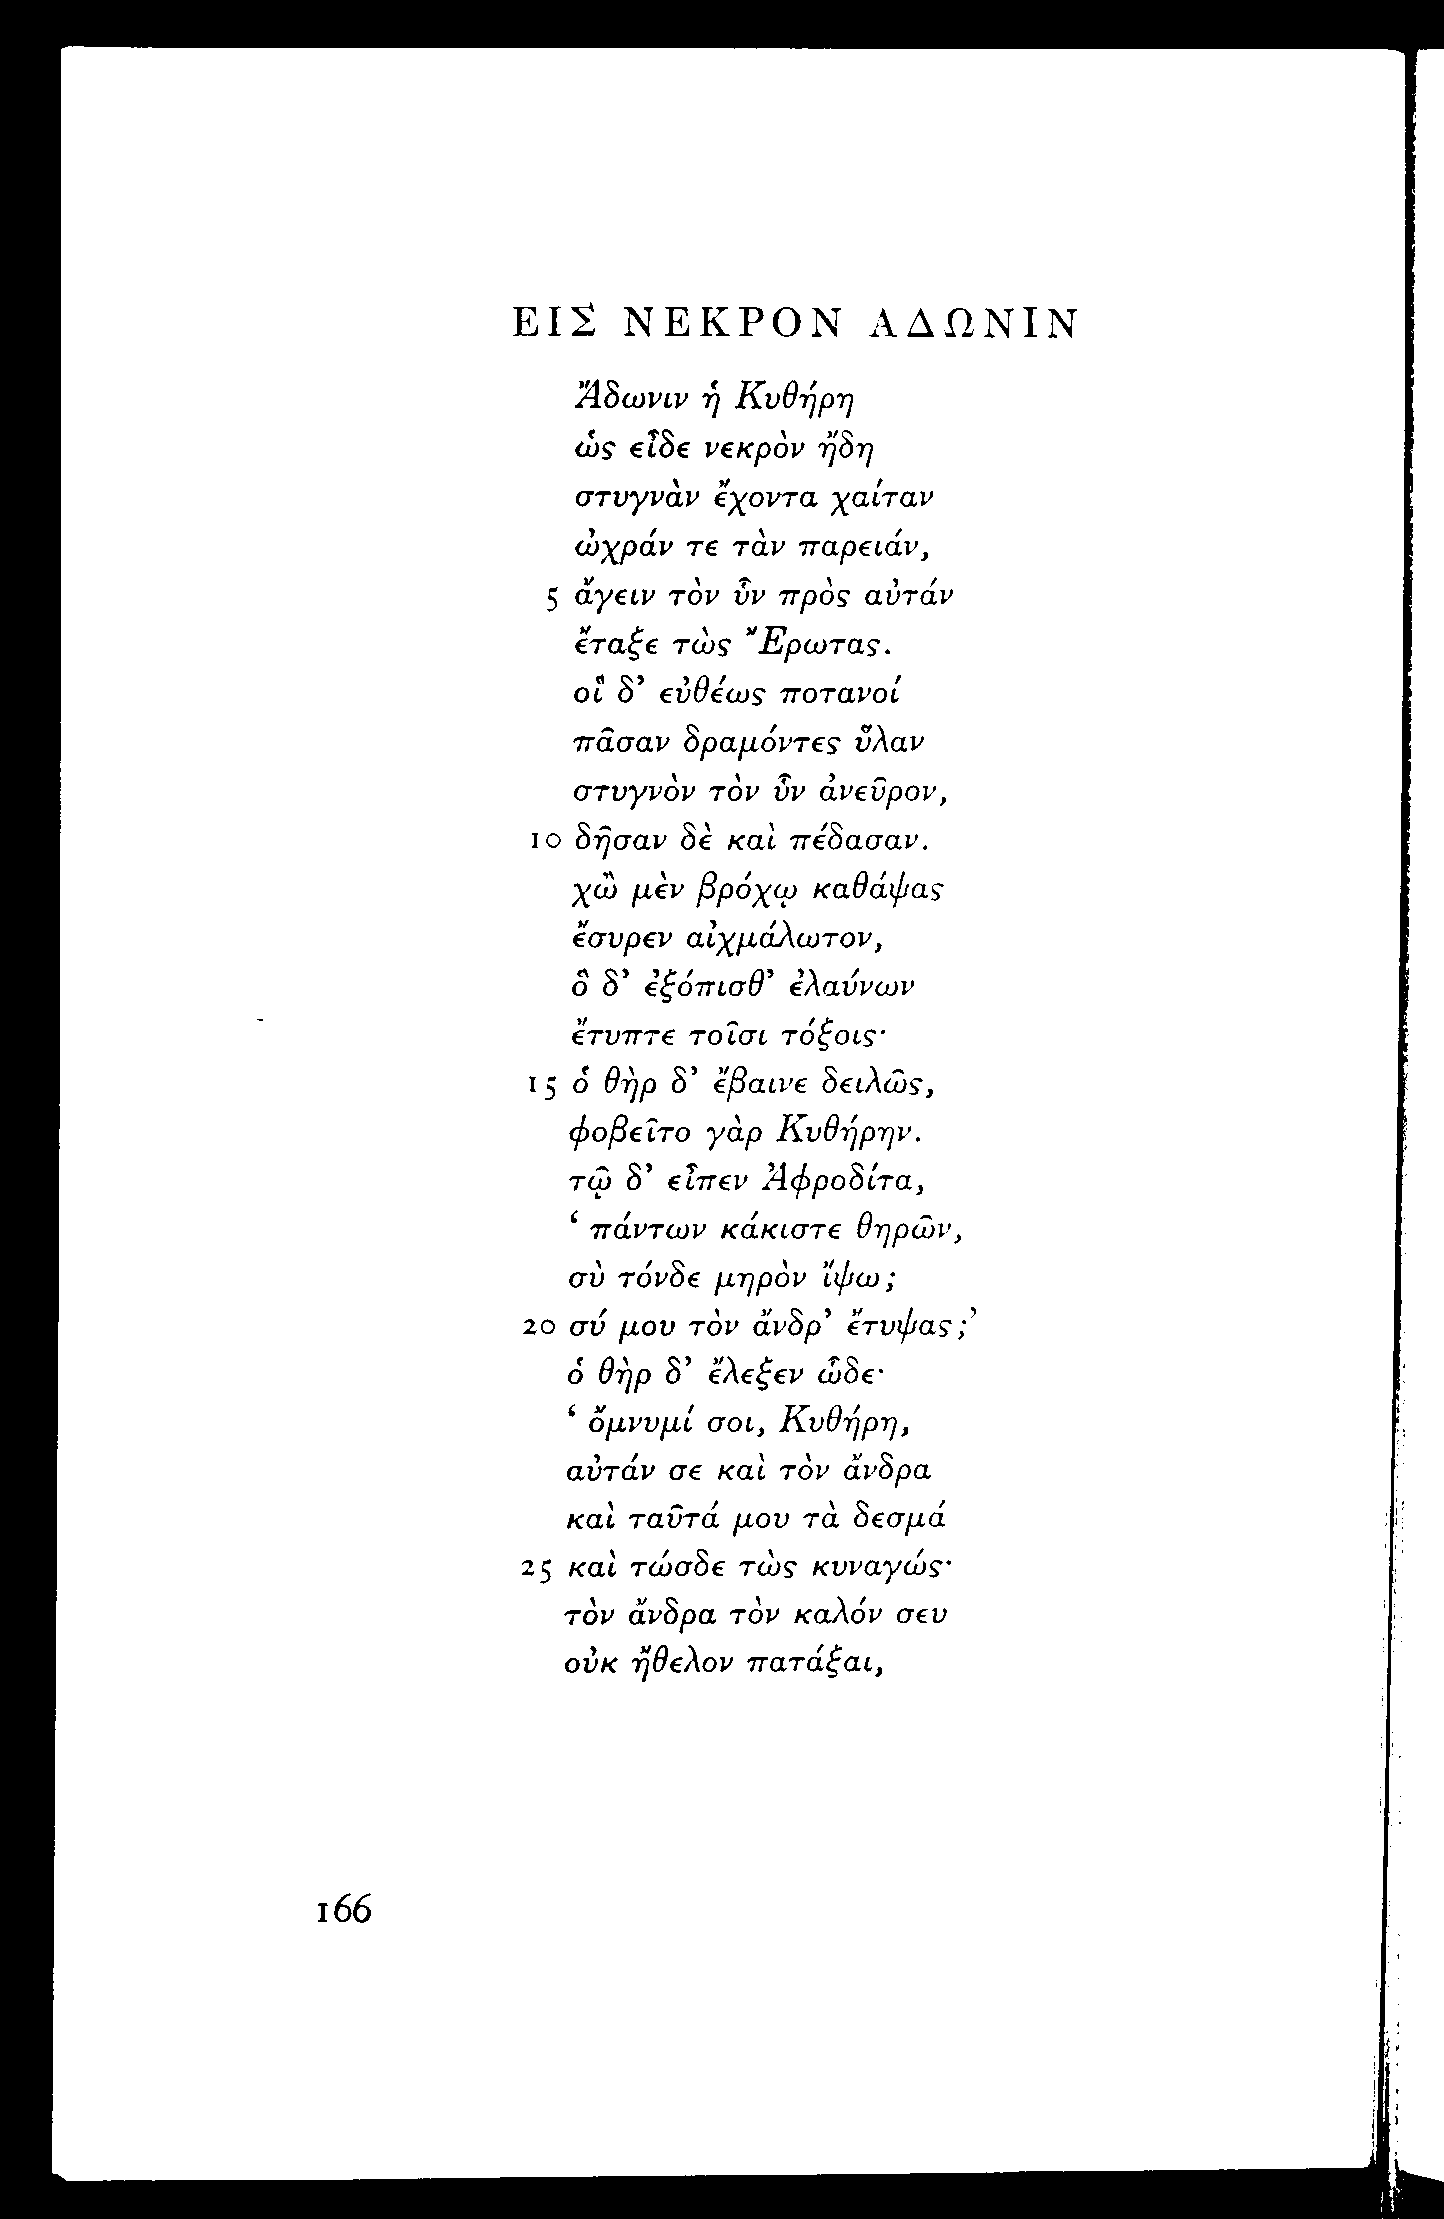 ΕΙΣ ΝΕΚΡΟΝ ΑΔΩΝΙΝ
Ἄδωνιν ἡ Κυθήρη
ὡς εἶδε νεκρὸν ἤδη
στυγνὰν ἔχοντα χαίταν
ὠχράν τε τὰν παρειάν,
5 ἄγειν τὸν ὗν πρὸς αὐτάν
ἔταξε τὼς Ἔρωτας.
οἳ δ’ εὐθέως ποτανοί
πᾶσαν δραμόντες ὕλαν
στυγνὸν τὸν ὗν ἀνεῦρον,
10 δῆσαν δὲ καὶ πέδασαν.
χὢ μὲν βρόχῳ καθάψας
ἔσυρεν αἰχμάλωτον,
ὃ δ’ ἐξόπισθ’ ἐλαύνων
ἔτυπτε τοῖσι τόξοις·
15 ὁ θὴρ δ’ ἔβαινε δειλῶς,
φοβεῖτο γὰρ Κυθήρην.
τῷ δ’ εἶπεν Ἀφροδίτα,
‘ πάντων κάκιστε θηρῶν,
σὺ τόνδε μηρὸν ἴψω;
20 σύ μου τὸν ἄνδρ’ ἔτυψας;’
ὁ θὴρ δ’ ἔλεξεν ὧδε·
‘ ὄμνυμί σοι, Κυθήρη,
αὐτάν σε καὶ τὸν ἄνδρα
καὶ ταῦτά μου τὰ δεσμά
25 καὶ τώσδε τὼς κυναγώς·
τὸν ἄνδρα τὸν καλόν σευ
οὐκ ἤθελον πατάξαι,
166